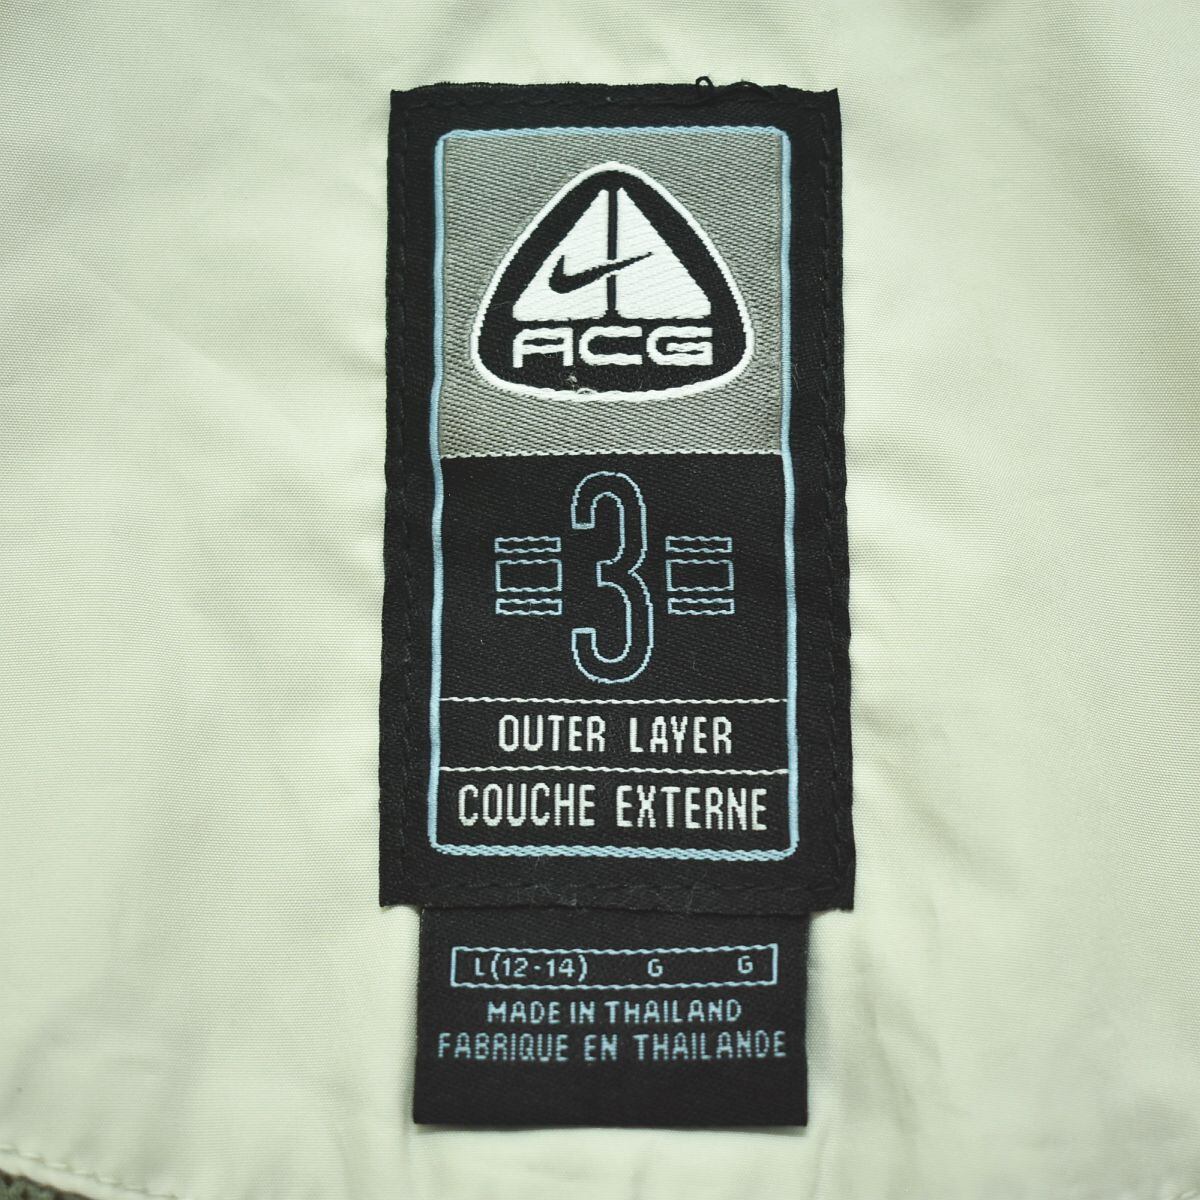 ACG
3
OUTER LAYER
COUCHE EXTERNE
L(12-14) G G
MADE IN THAILAND
FABRIQUE EN THAILANDE